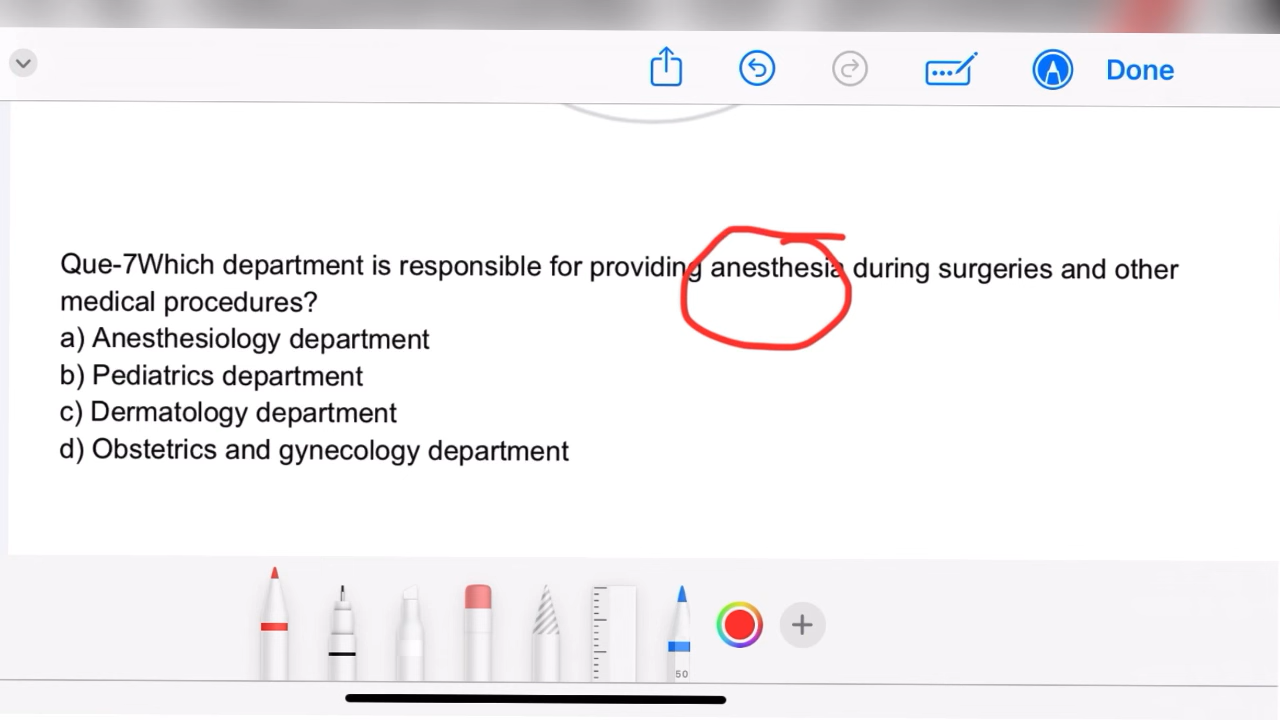 Done
Que-7Which department is responsible for providing anesthesia during surgeries and other
medical procedures?
a) Anesthesiology department
b) Pediatrics department
c) Dermatology department
d) Obstetrics and gynecology department
50